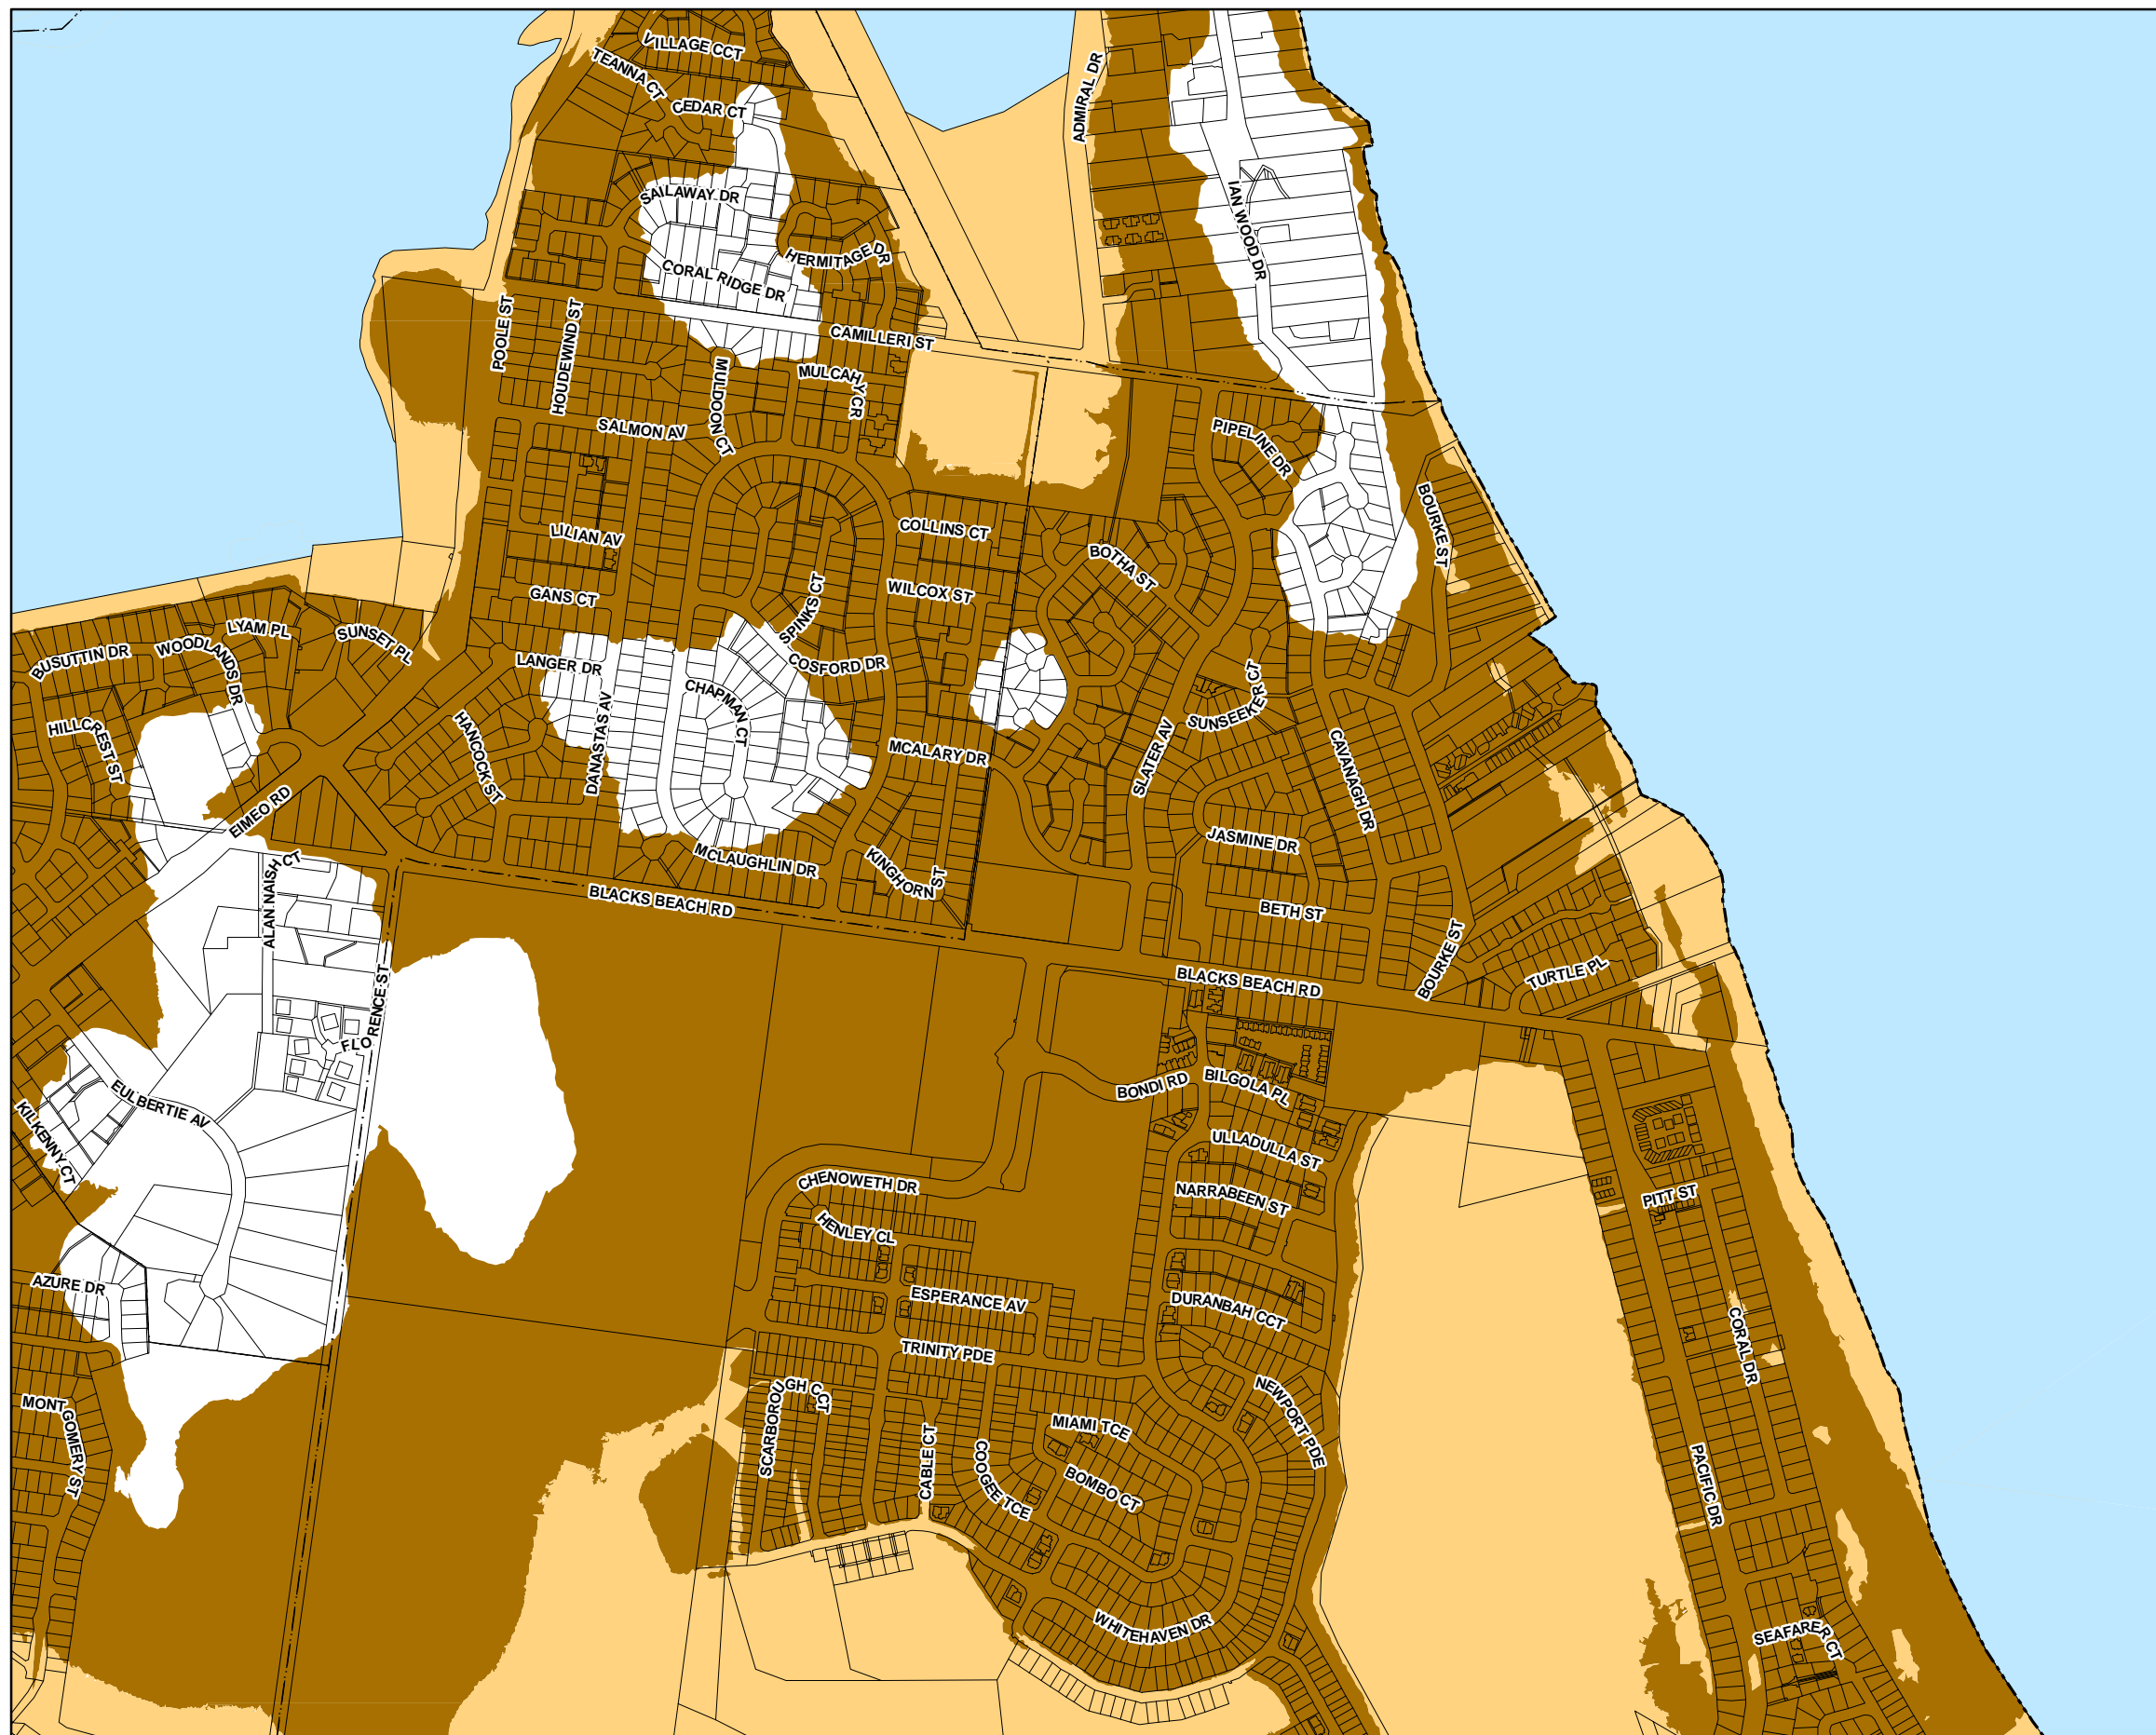 VILLAGE CCT
TEANNA CT
CEDAR CT
ADMIRAL DR
SAILAWAY DR
IAN WOOD DR
HERMITAGE DR
CORAL RIDGE DR
POOLE ST
HOUDEWIND ST
CAMILLERI ST
MULDOON CT
MULCAHY CR
SALMON AV
PIPELINE DR
BOURKE ST
COLLINS CT
LILIAN AV
BOTHA ST
GANS CT
SPINKS CT
WILCOX ST
LYAM PL
SUNSET PL
BUSUTTIN DR
WOODLANDS DR
LANGER DR
COSFORD DR
CHAPMAN CT
SUNSEEKER CT
HILLCREST ST
HANCOCK ST
DANASTAS AV
MCALARY DR
SLATER AV
CAVANAGH DR
EIMEO RD
JASMINE DR
MCLAUGHLIN DR
KINGHORN ST
ALAN NAISH CT
BLACKS BEACH RD
BETH ST
BOURKE ST
TURTLE PL
BLACKS BEACH RD
FLORENCE ST
BONDI RD
BILGOLA PL
EULBERTIE AV
KILKENNY CT
ULLADULLA ST
CHENOWETH DR
NARRABEEN ST
PITT ST
HENLEY CL
AZURE DR
ESPERANCE AV
DURANBAH CCT
TRINITY PDE
CORAL DR
SCARBOROUGH CCT
NEWPORT PDE
MONTGOMERY ST
MIAMI TCE
CABLE CT
COOGEE TCE
BOMBO CT
PACIFIC DR
WHITEHAVEN DR
SEAFARER CT